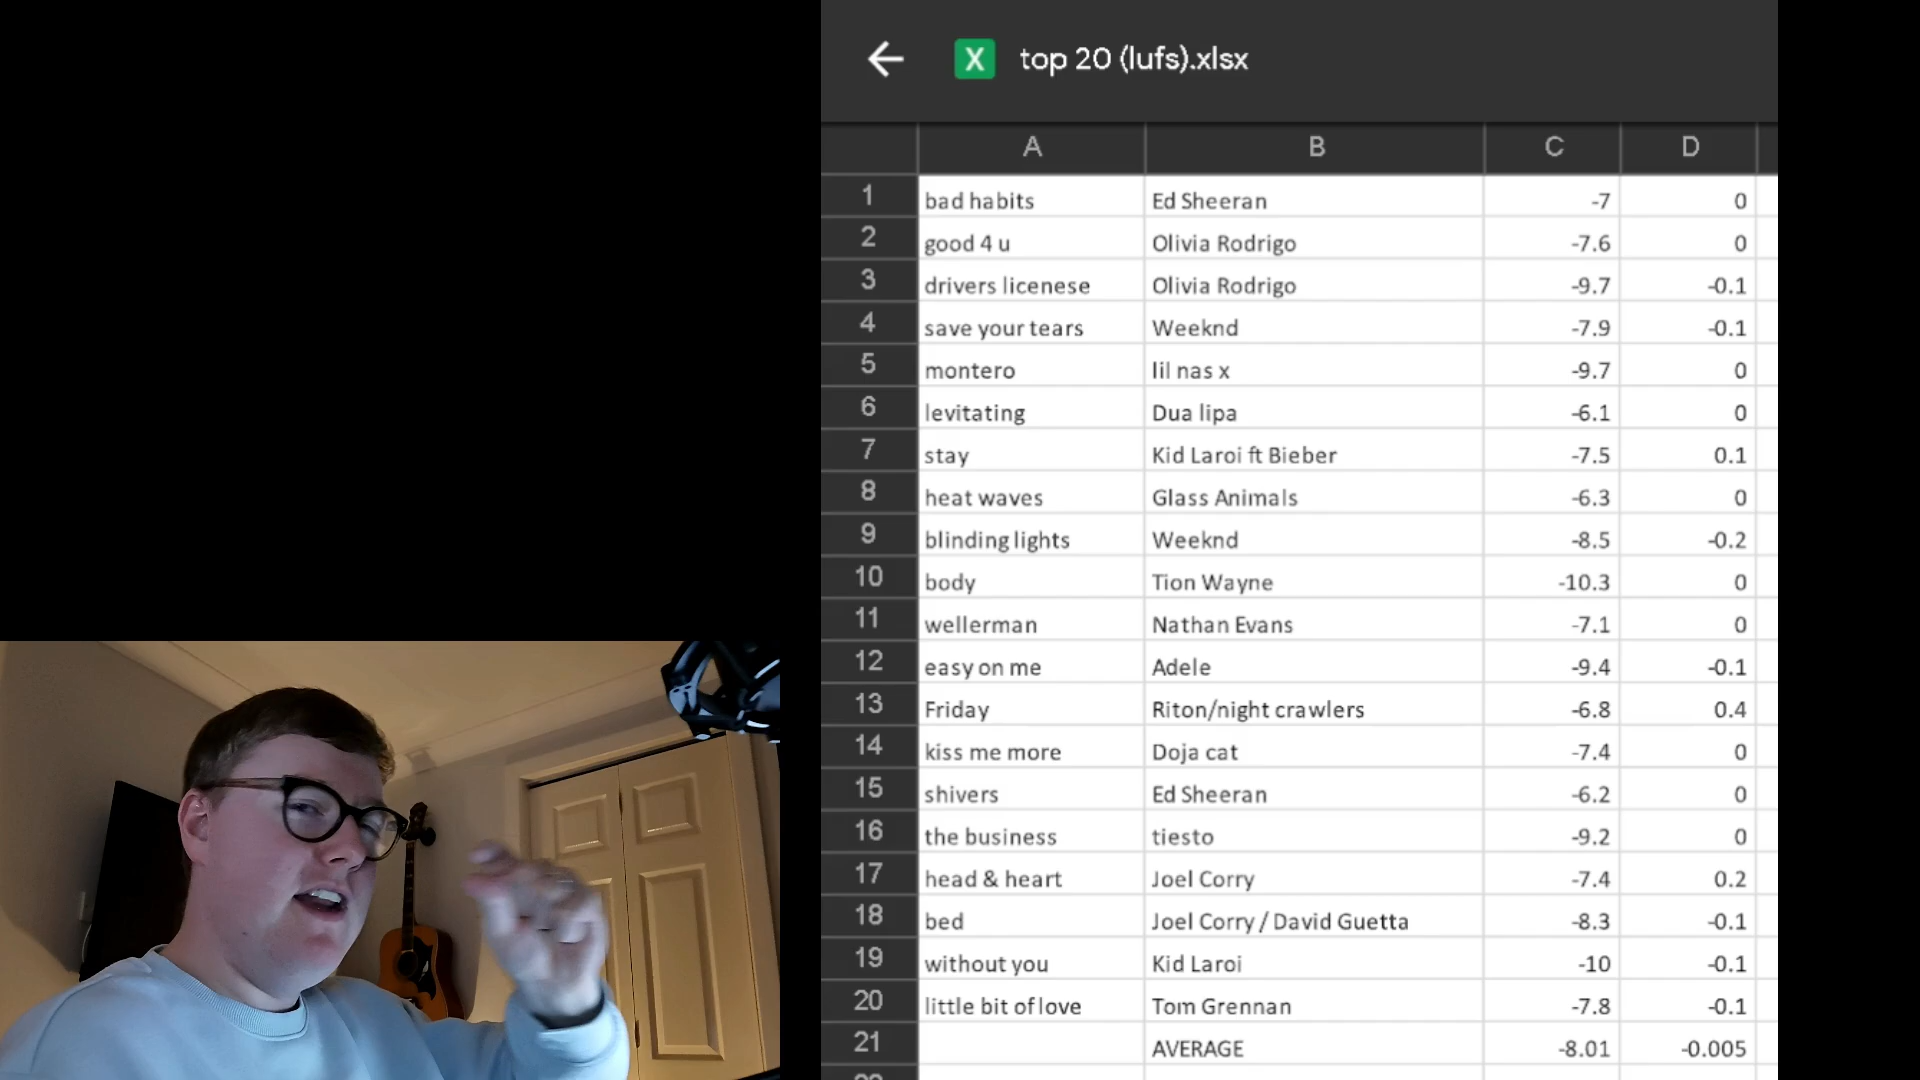 X top 20 (lufs).xlsx
A B C D
1 bad habits Ed Sheeran -7 0
2 good 4 u Olivia Rodrigo -7.6 0
3 drivers licenese Olivia Rodrigo -9.7 -0.1
4 save your tears Weeknd -7.9 -0.1
5 montero lil nas x -9.7 0
6 levitating Dua lipa -6.1 0
7 stay Kid Laroi ft Bieber -7.5 0.1
8 heat waves Glass Animals -6.3 0
9 blinding lights Weeknd -8.5 -0.2
10 body Tion Wayne -10.3 0
11 wellerman Nathan Evans -7.1 0
12 easy on me Adele -9.4 -0.1
13 Friday Riton/night crawlers -6.8 0.4
14 kiss me more Doja cat -7.4 0
15 shivers Ed Sheeran -6.2 0
16 the business tiesto -9.2 0
17 head & heart Joel Corry -7.4 0.2
18 bed Joel Corry / David Guetta -8.3 -0.1
19 without you Kid Laroi -10 -0.1
20 little bit of love Tom Grennan -7.8 -0.1
21 AVERAGE -8.01 -0.005